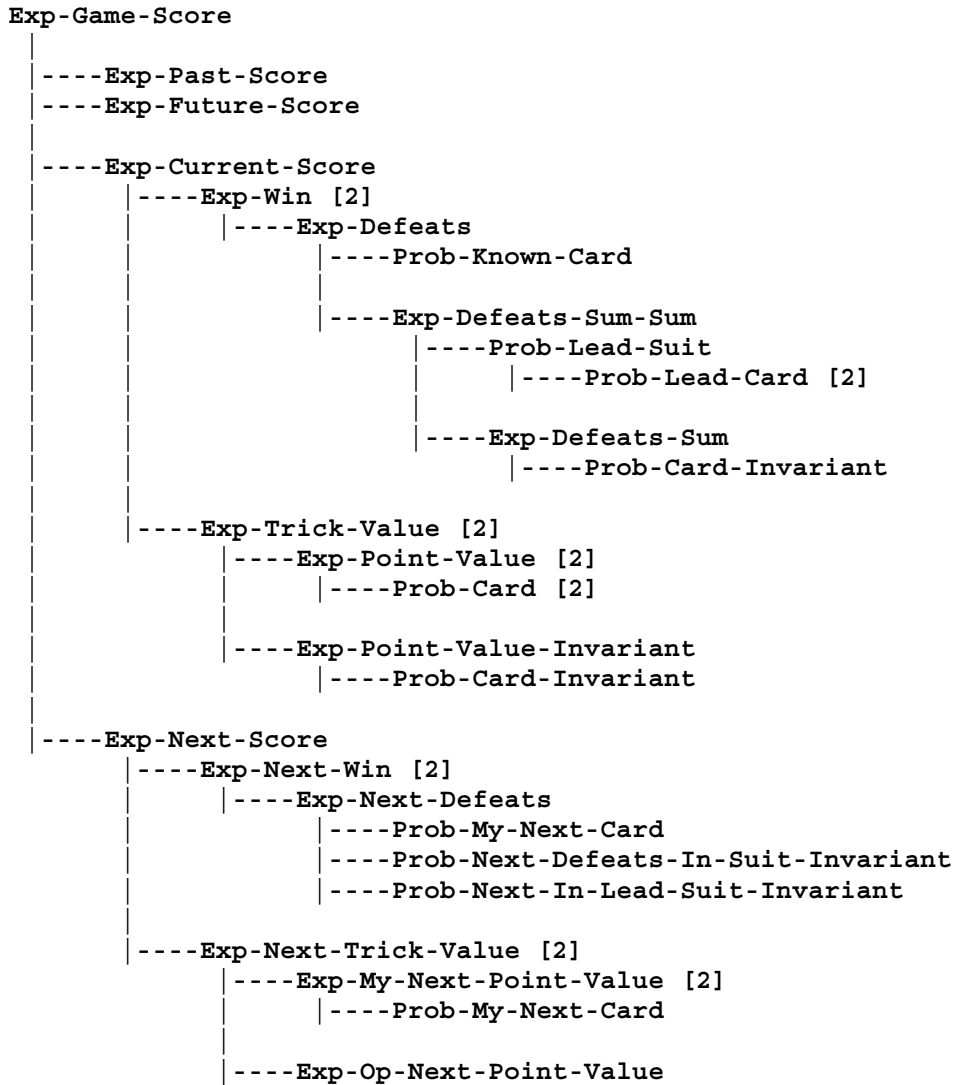 Exp-Game-Score
|
|----Exp-Past-Score
|----Exp-Future-Score
|
|----Exp-Current-Score
|    |----Exp-Win [2]
|    |    |----Exp-Defeats
|    |         |----Prob-Known-Card
|    |         |
|    |         |----Exp-Defeats-Sum-Sum
|    |              |----Prob-Lead-Suit
|    |              |    |----Prob-Lead-Card [2]
|    |              |
|    |              |----Exp-Defeats-Sum
|    |                   |----Prob-Card-Invariant
|    |
|    |----Exp-Trick-Value [2]
|         |----Exp-Point-Value [2]
|         |    |----Prob-Card [2]
|         |
|         |----Exp-Point-Value-Invariant
|              |----Prob-Card-Invariant
|
|----Exp-Next-Score
     |----Exp-Next-Win [2]
     |    |----Exp-Next-Defeats
     |         |----Prob-My-Next-Card
     |         |----Prob-Next-Defeats-In-Suit-Invariant
     |         |----Prob-Next-In-Lead-Suit-Invariant
     |
     |----Exp-Next-Trick-Value [2]
          |----Exp-My-Next-Point-Value [2]
          |    |----Prob-My-Next-Card
          |
          |----Exp-Op-Next-Point-Value